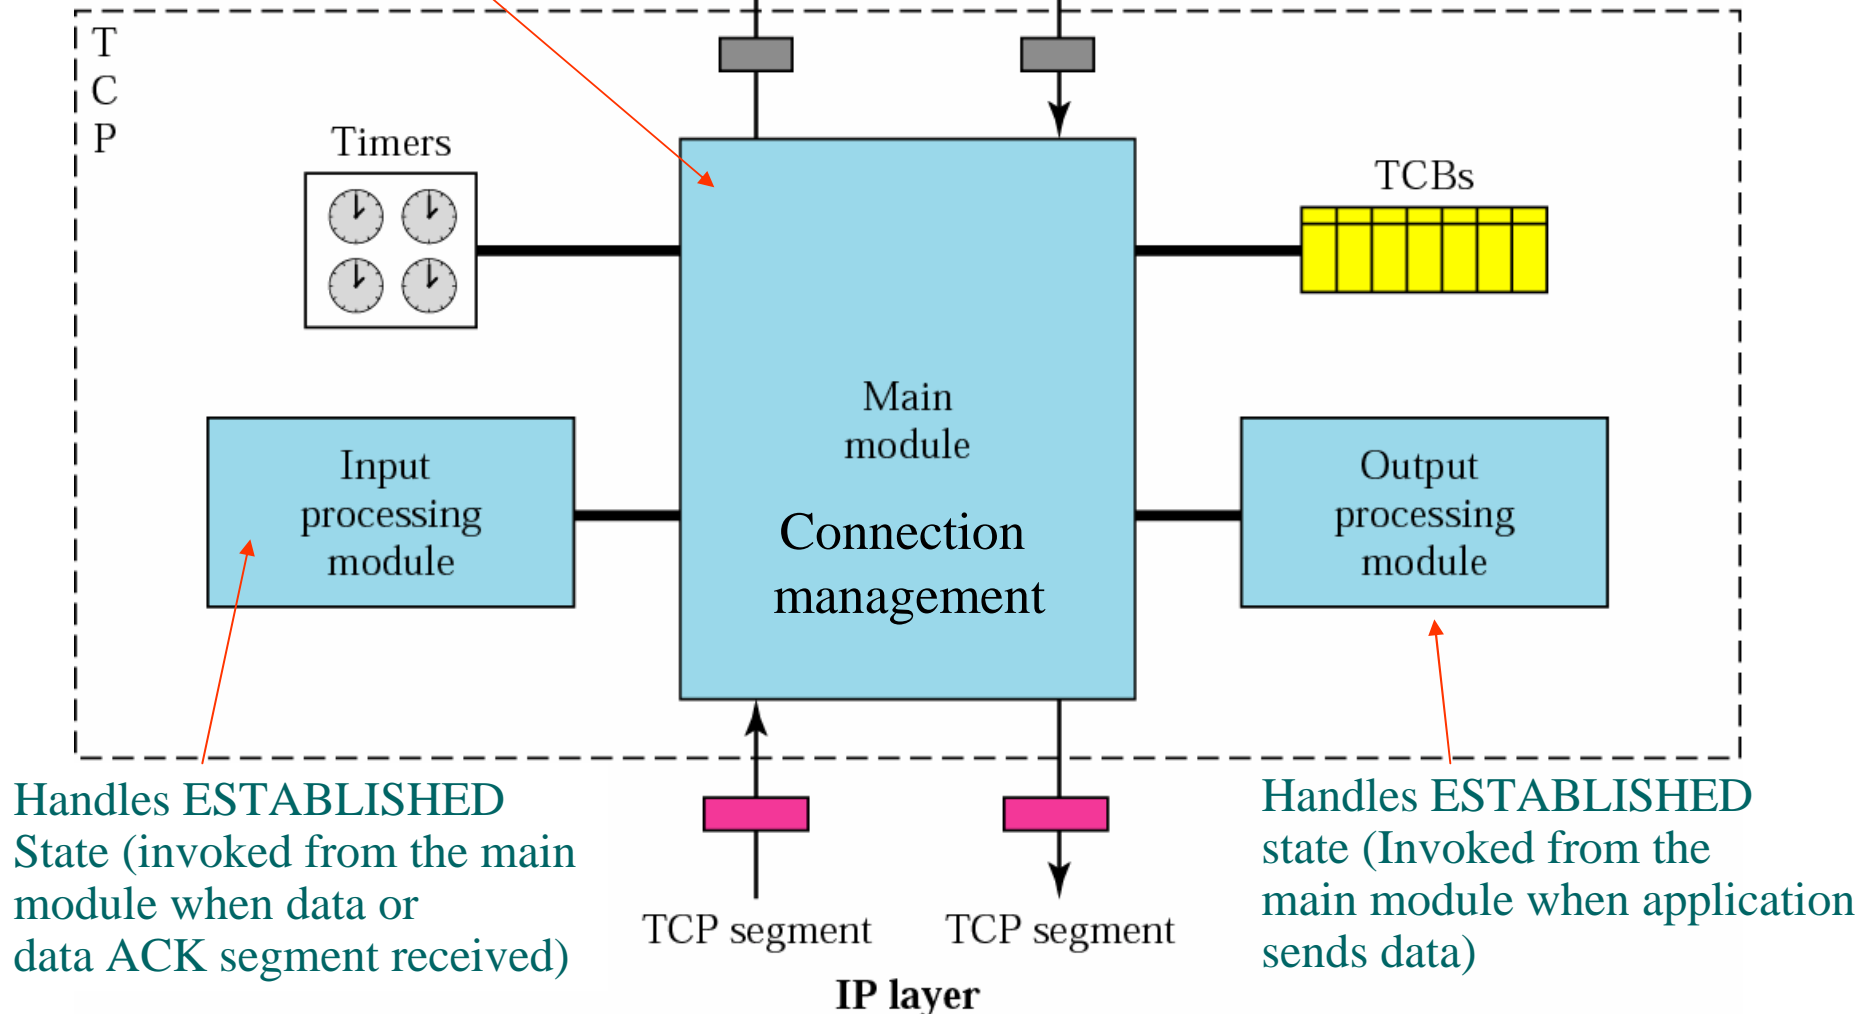 T
C
P
Timers
TCBs
Main
module
Connection
management
Input
processing
module
Output
processing
module
Handles ESTABLISHED
State (invoked from the main
module when data or
data ACK segment received)
TCP segment
TCP segment
Handles ESTABLISHED
state (Invoked from the
main module when application
sends data)
IP layer